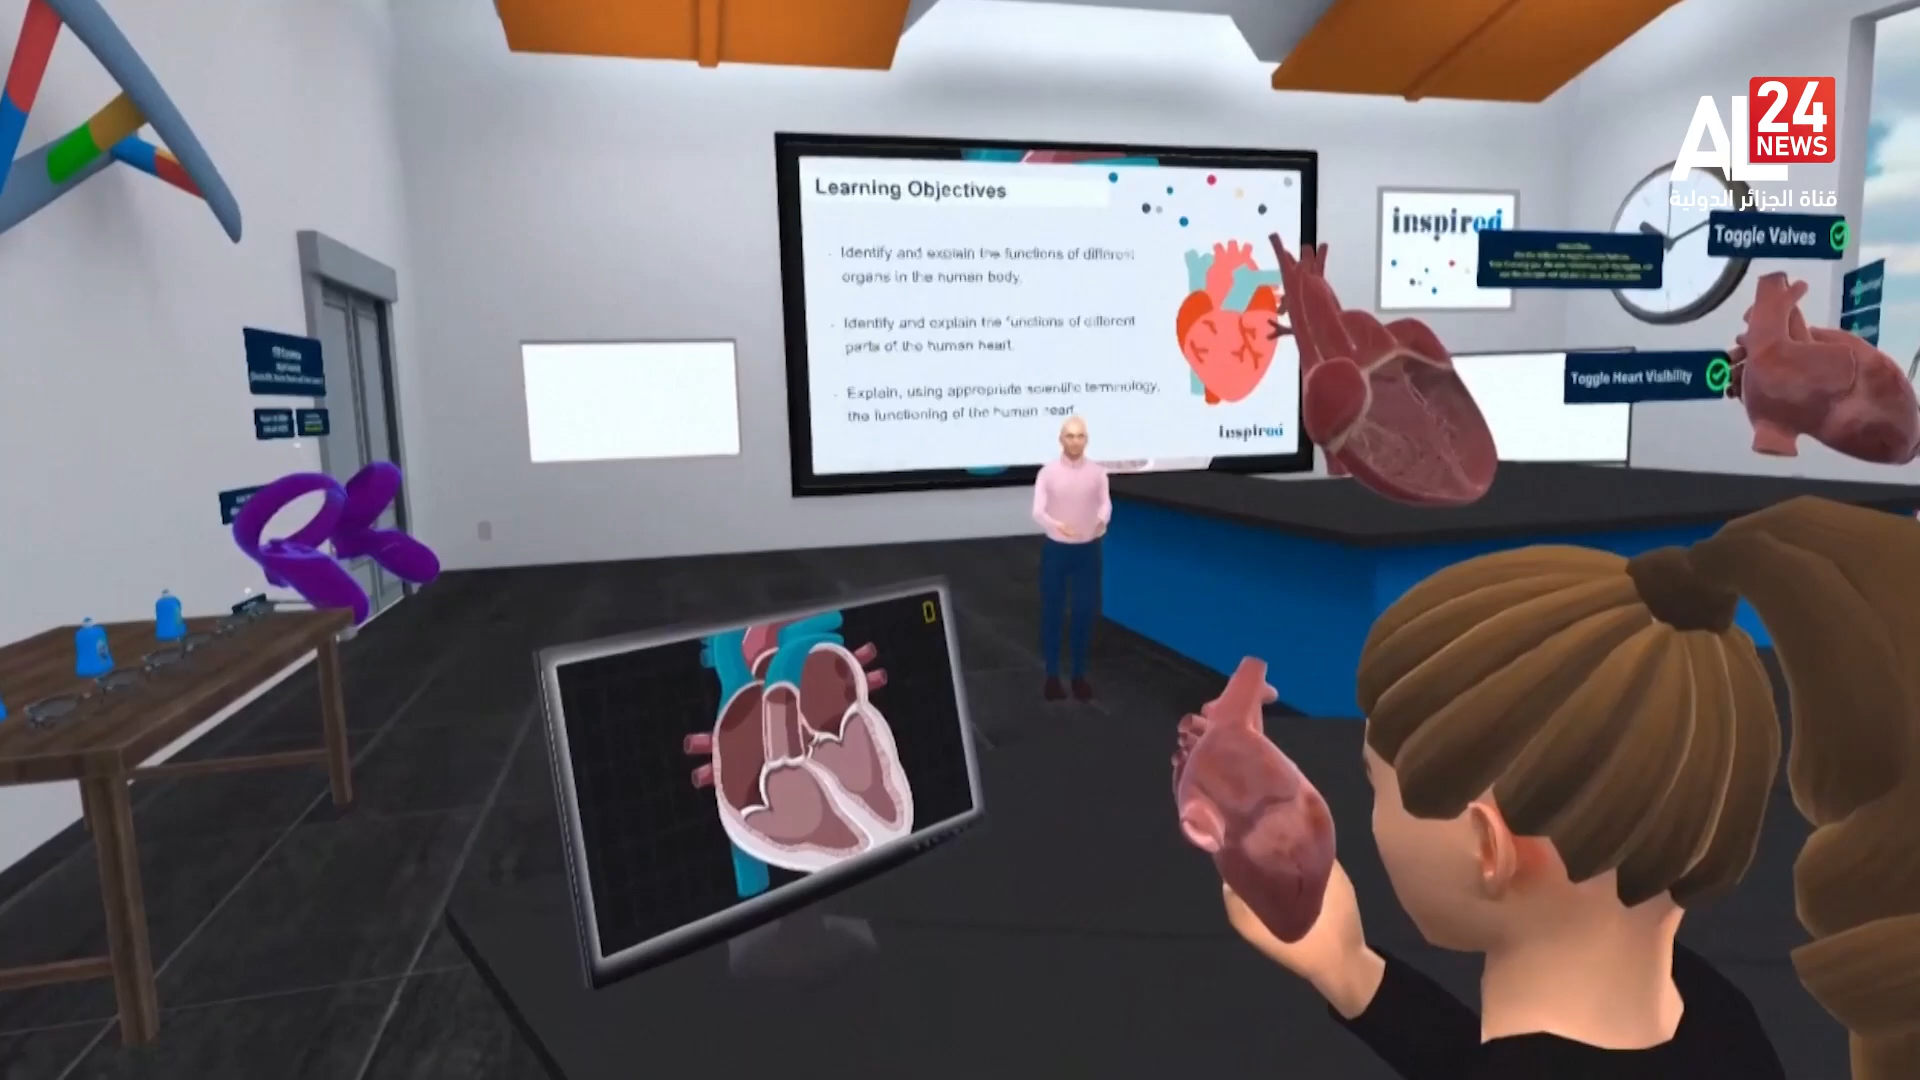 AL
24
NEWS
قناة الجزائر الدولية
Learning Objectives
Identify and explain the functions of different
organs in the human body.
Identify and explain the functions of different
parts of the human heart.
Explain, using appropriate scientific terminology,
the functioning of the human heart.
inspired
inspired
Toggle Valves
Toggle Heart Visibility